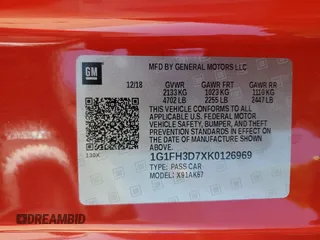 GM
MFD BY GENERAL MOTORS LLC
12/18 GVWR GAWR FRT GAWR RR
2133 KG 1023 KG 1110 KG
4702 LB 2255 LB 2447 LB
THIS VEHICLE CONFORMS TO ALL
APPLICABLE U.S. FEDERAL MOTOR
VEHICLE SAFETY, BUMPER, AND THEFT
PREVENTION STANDARDS IN EFFECT ON THE
DATE OF MANUFACTURE SHOWN ABOVE.
1G1FH3D7XK0126969
TYPE: PASS CAR
MODEL:
DREAMBID